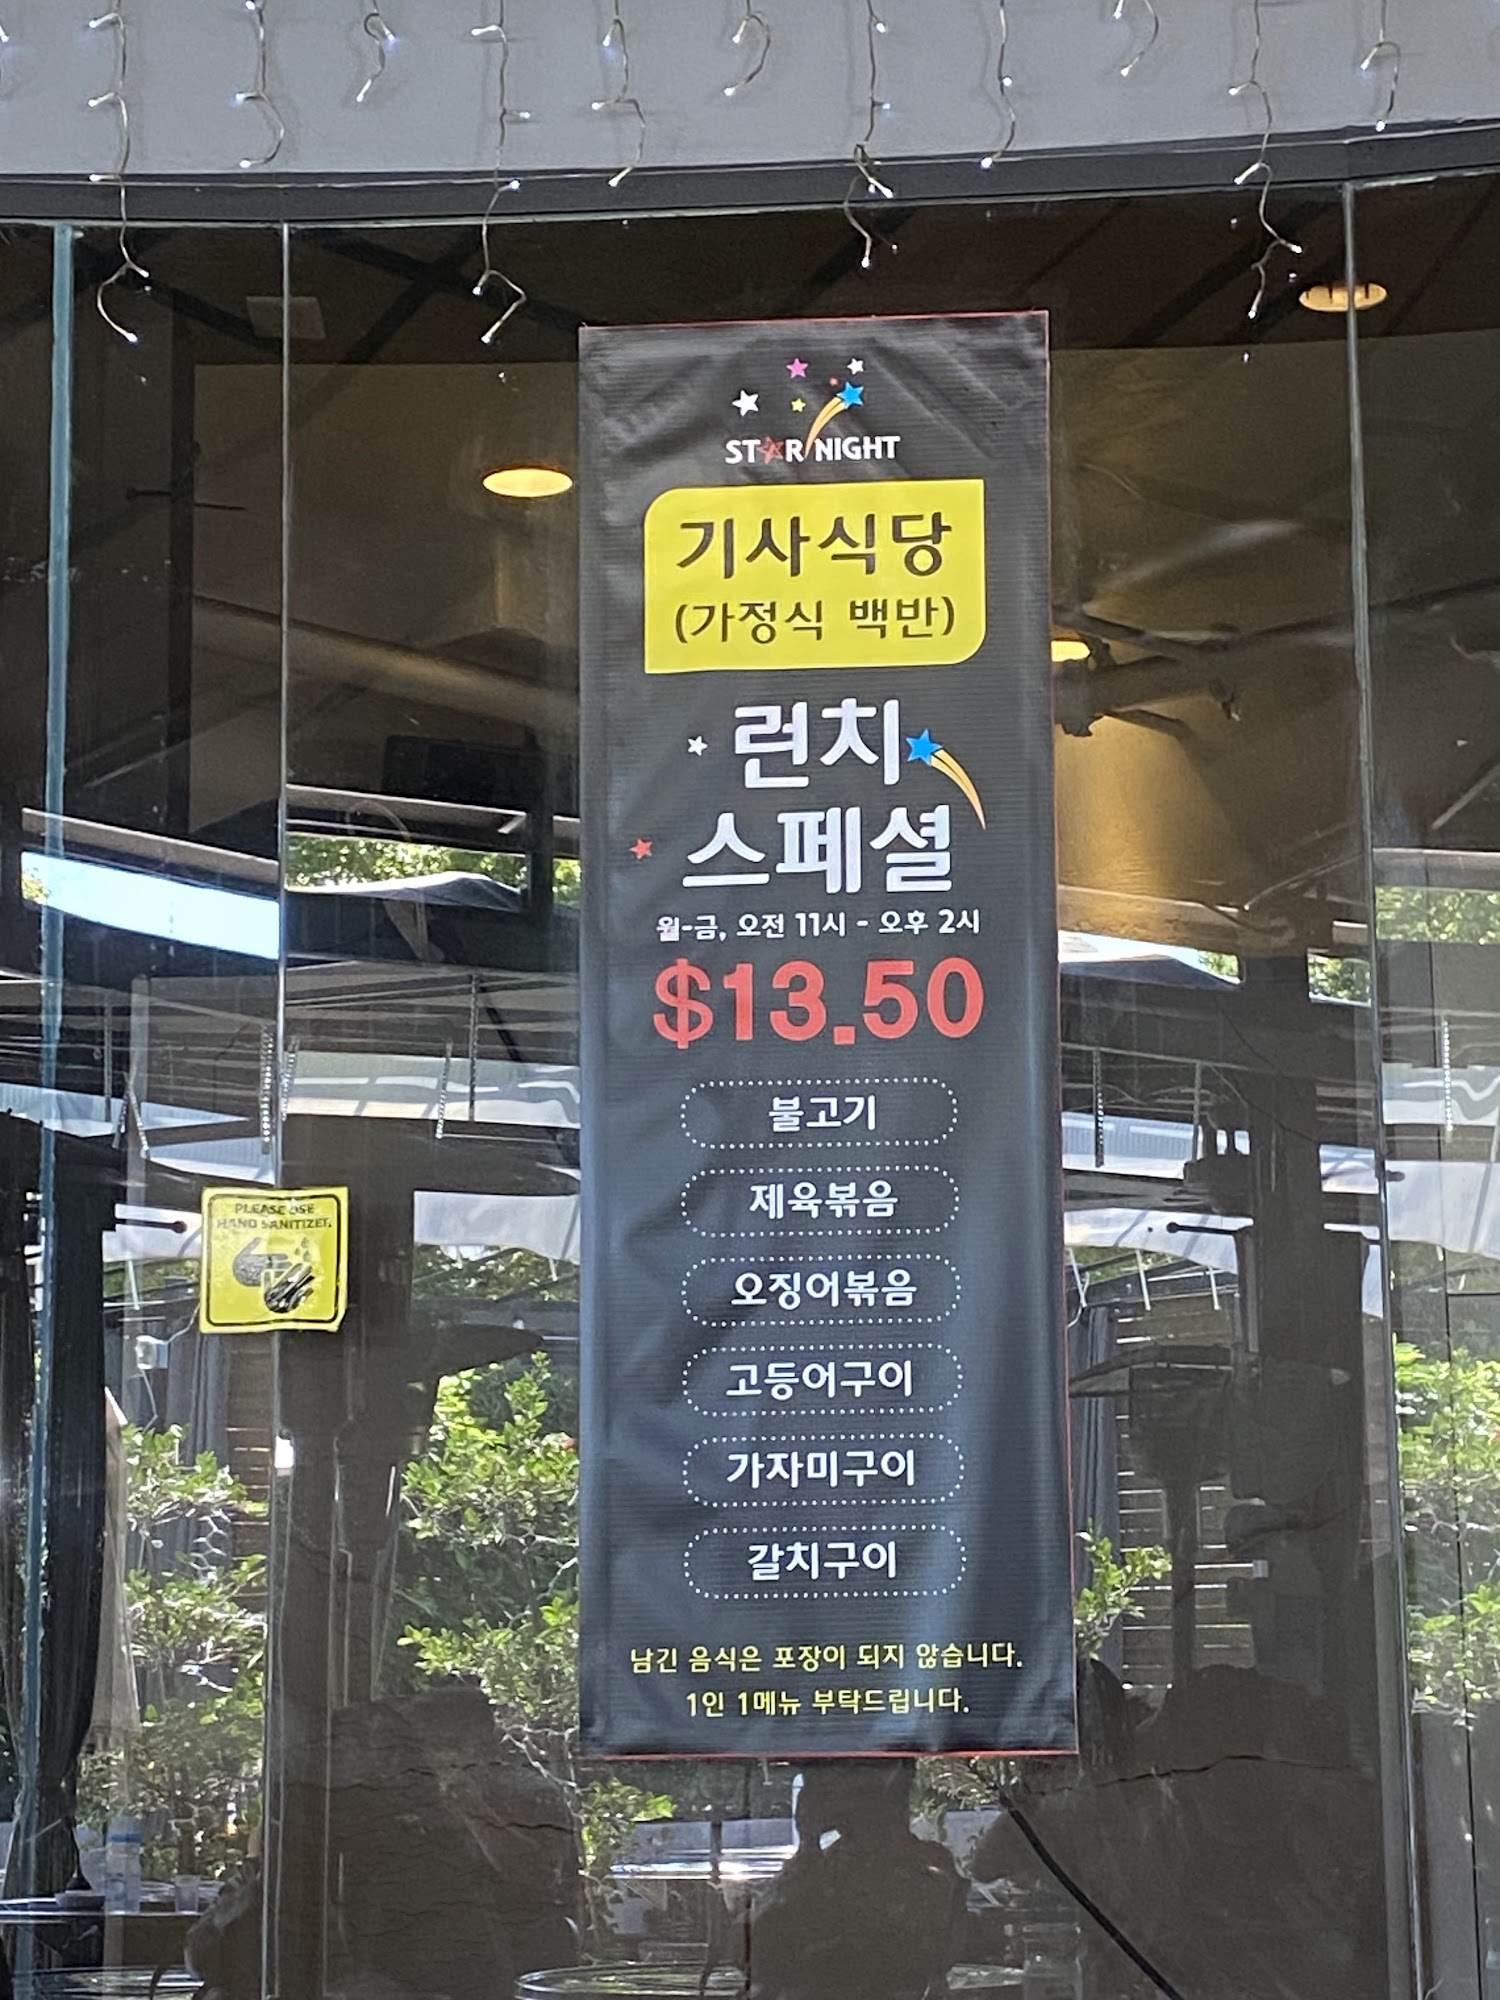 STAR NIGHT
기사식당
(가정식 백반)
런치
스페셜
월-금, 오전 11시 - 오후 2시
$13.50
불고기
제육볶음
오징어볶음
고등어구이
가자미구이
갈치구이
남긴 음식은 포장이 되지 않습니다.
1인 1메뉴 부탁드립니다.
PLEASE USE
HAND SANITIZER.